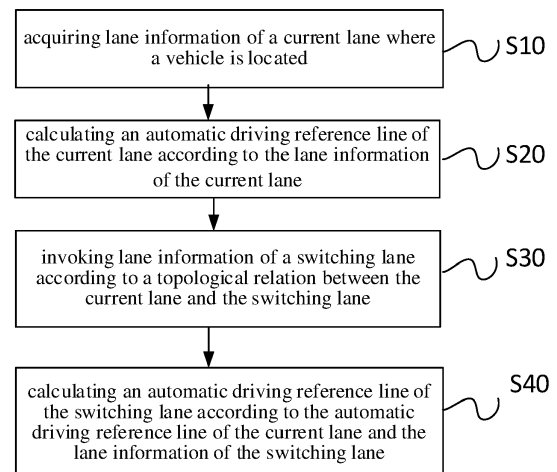 acquiring lane information of a current lane where
a vehicle is located
S10
calculating an automatic driving reference line of
the current lane according to the lane information
of the current lane
S20
invoking lane information of a switching lane
according to a topological relation between the
current lane and the switching lane
S30
calculating an automatic driving reference line of
the switching lane according to the automatic
driving reference line of the current lane and the
lane information of the switching lane
S40